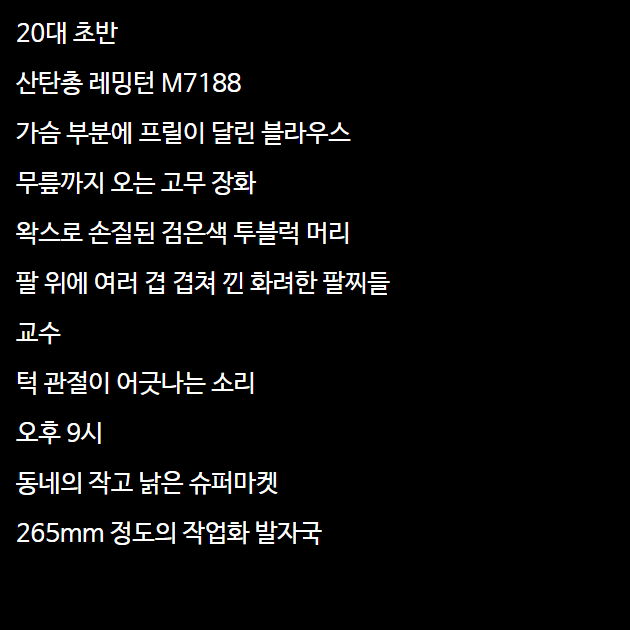 20대 초반
산탄총 레밍턴 M7188
가슴 부분에 프릴이 달린 블라우스
무릎까지 오는 고무 장화
왁스로 손질된 검은색 투블럭 머리
팔 위에 여러 겹 겹쳐 낀 화려한 팔찌들
교수
턱 관절이 어긋나는 소리
오후 9시
동네의 작고 낡은 슈퍼마켓
265mm 정도의 작업화 발자국